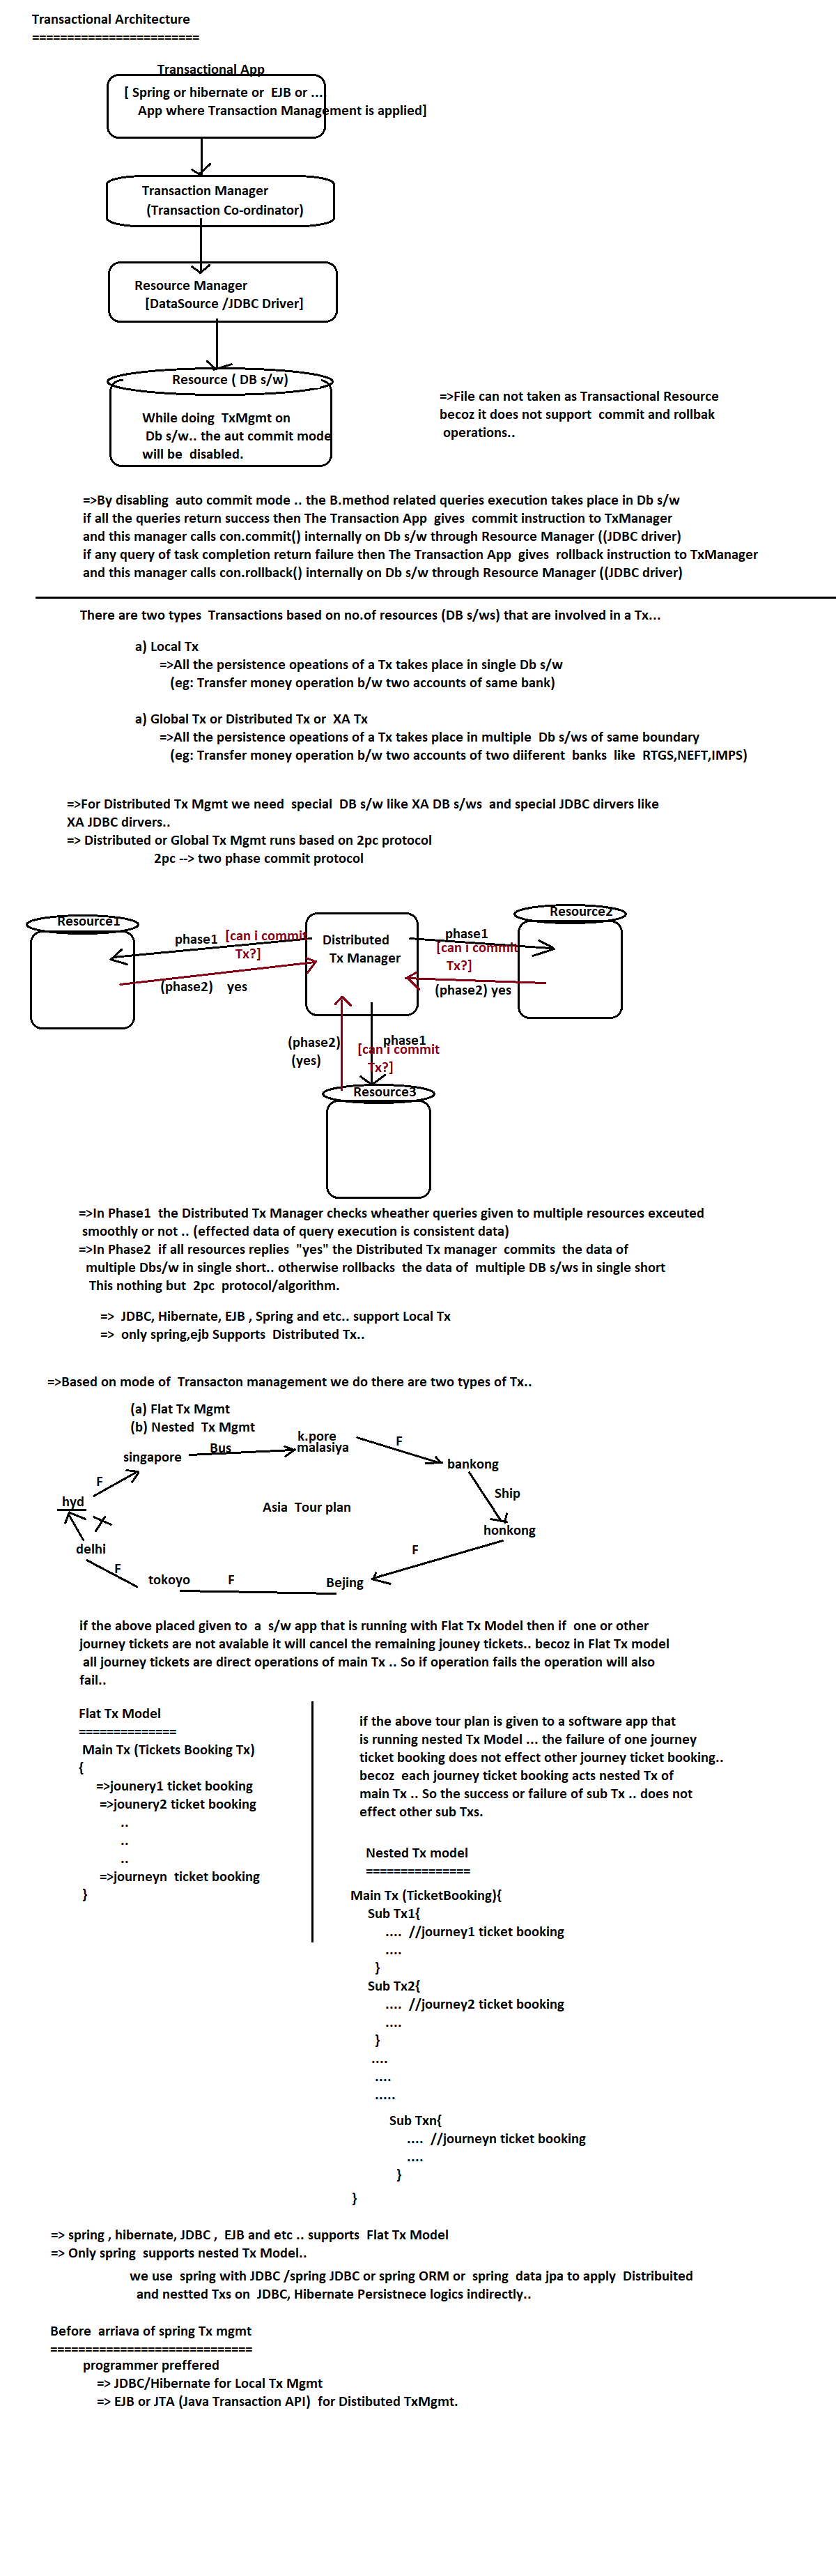 Transactional Architecture
========================
Transactional App
[ Spring or hibernate or EJB or ...
App where Transaction Management is applied]
Transaction Manager
(Transaction Co-ordinator)
Resource Manager
[DataSource /JDBC Driver]
Resource ( DB s/w)
While doing TxMgmt on
Db s/w.. the aut commit mode
will be disabled.
=>File can not taken as Transactional Resource
becoz it does not support commit and rollbak
operations..
=>By disabling auto commit mode .. the B.method related queries execution takes place in Db s/w
if all the queries return success then The Transaction App gives commit instruction to TxManager
and this manager calls con.commit() internally on Db s/w through Resource Manager ((JDBC driver)
if any query of task completion return failure then The Transaction App gives rollback instruction to TxManager
and this manager calls con.rollback() internally on Db s/w through Resource Manager ((JDBC driver)
There are two types Transactions based on no.of resources (DB s/ws) that are involved in a Tx...
a) Local Tx
=>All the persistence opeations of a Tx takes place in single Db s/w
(eg: Transfer money operation b/w two accounts of same bank)
a) Global Tx or Distributed Tx or XA Tx
=>All the persistence opeations of a Tx takes place in multiple Db s/ws of same boundary
(eg: Transfer money operation b/w two accounts of two diiferent banks like RTGS,NEFT,IMPS)
=>For Distributed Tx Mgmt we need special DB s/w like XA DB s/ws and special JDBC dirvers like
XA JDBC dirvers..
=> Distributed or Global Tx Mgmt runs based on 2pc protocol
2pc --> two phase commit protocol
Resource1
Resource2
phase1
[can i commit
Tx?]
Distributed
Tx Manager
phase1
[can i commit
Tx?]
(phase2) yes
(phase2) yes
(phase2)
(yes)
phase1
[can i commit
Tx?]
Resource3
=>In Phase1 the Distributed Tx Manager checks wheather queries given to multiple resources exceuted
smoothly or not .. (effected data of query execution is consistent data)
=>In Phase2 if all resources replies "yes" the Distributed Tx manager commits the data of
multiple Dbs/w in single short.. otherwise rollbacks the data of multiple DB s/ws in single short
This nothing but 2pc protocol/algorithm.
=> JDBC, Hibernate, EJB , Spring and etc.. support Local Tx
=> only spring,ejb Supports Distributed Tx..
=>Based on mode of Transacton management we do there are two types of Tx..
(a) Flat Tx Mgmt
(b) Nested Tx Mgmt
k.pore
malasiya
F
singapore
Bus
bankong
F
Ship
hyd
Asia Tour plan
honkong
delhi
F
F
tokoyo
F
Bejing
if the above placed given to a s/w app that is running with Flat Tx Model then if one or other
journey tickets are not avaiable it will cancel the remaining jouney tickets.. becoz in Flat Tx model
all journey tickets are direct operations of main Tx .. So if operation fails the operation will also
fail..
Flat Tx Model
==============
Main Tx (Tickets Booking Tx)
{
=>jounery1 ticket booking
=>jounery2 ticket booking
..
..
..
=>journeyn ticket booking
}
if the above tour plan is given to a software app that
is running nested Tx Model ... the failure of one journey
ticket booking does not effect other journey ticket booking..
becoz each journey ticket booking acts nested Tx of
main Tx .. So the success or failure of sub Tx .. does not
effect other sub Txs.
Nested Tx model
===============
Main Tx (TicketBooking){
Sub Tx1{
.... //journey1 ticket booking
....
}
Sub Tx2{
.... //journey2 ticket booking
....
}
....
....
.....
Sub Txn{
.... //journeyn ticket booking
....
}
}
=> spring , hibernate, JDBC , EJB and etc .. supports Flat Tx Model
=> Only spring supports nested Tx Model..
we use spring with JDBC /spring JDBC or spring ORM or spring data jpa to apply Distribuited
and nestted Txs on JDBC, Hibernate Persistnece logics indirectly..
Before arriava of spring Tx mgmt
=============================
programmer preffered
=> JDBC/Hibernate for Local Tx Mgmt
=> EJB or JTA (Java Transaction API) for Distibuted TxMgmt.